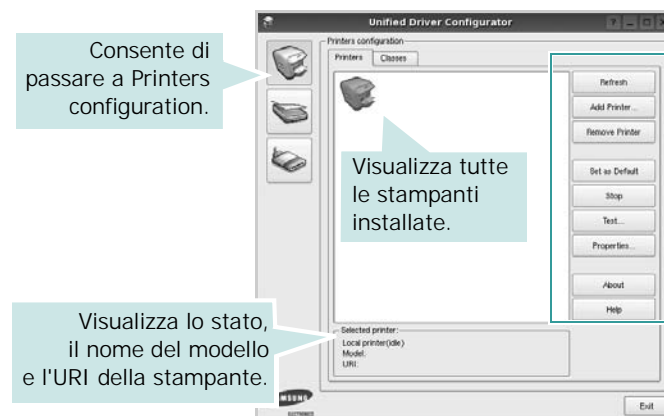 Unified Driver Configurator
Consente di
passare a Printers
configuration.
Printers configuration
Printers
Classes
Refresh
Add Printer...
Remove Printer
Set as Default
Stop
Test...
Properties...
About
Help
Visualizza tutte
le stampanti
installate.
Visualizza lo stato,
il nome del modello
e l'URI della stampante.
Selected printer:
Local printer(idle)
Model:
URI:
ELECTRONICS
Exit